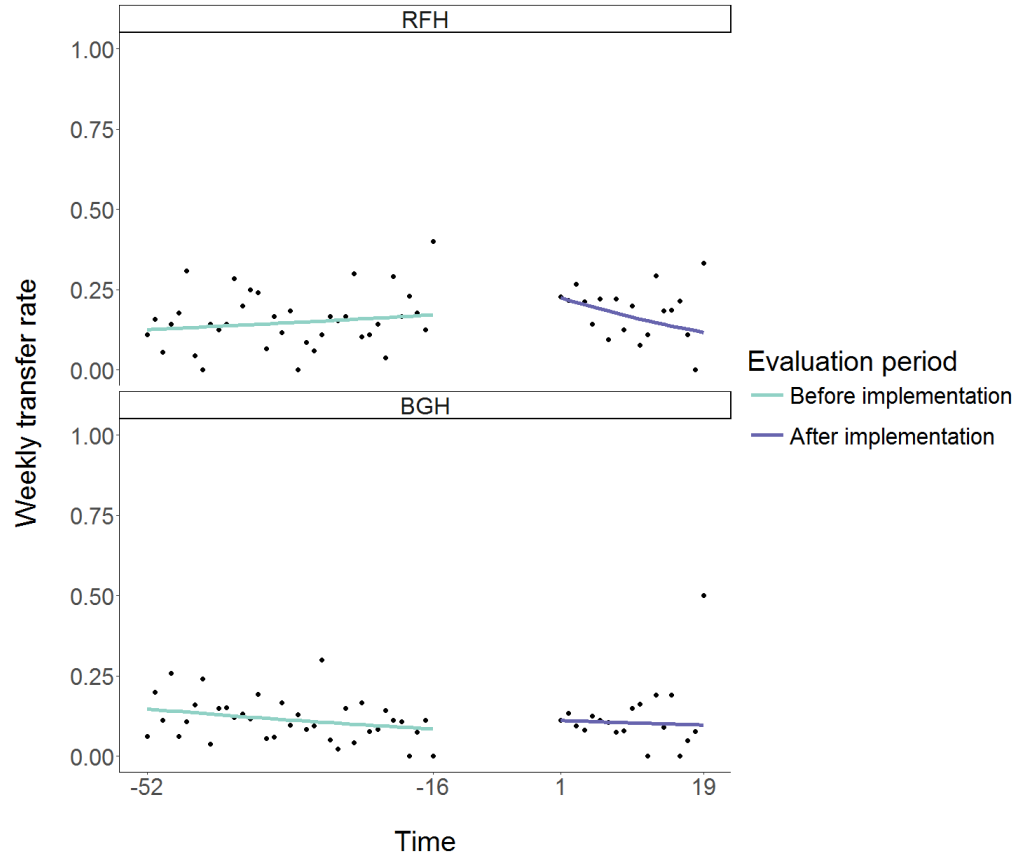 RFH
1.00
0.75
0.50
0.25
0.00
BGH
1.00
0.75
0.50
0.25
0.00
-52
-16
1
19
Time
Weekly transfer rate
Evaluation period
Before implementation
After implementation